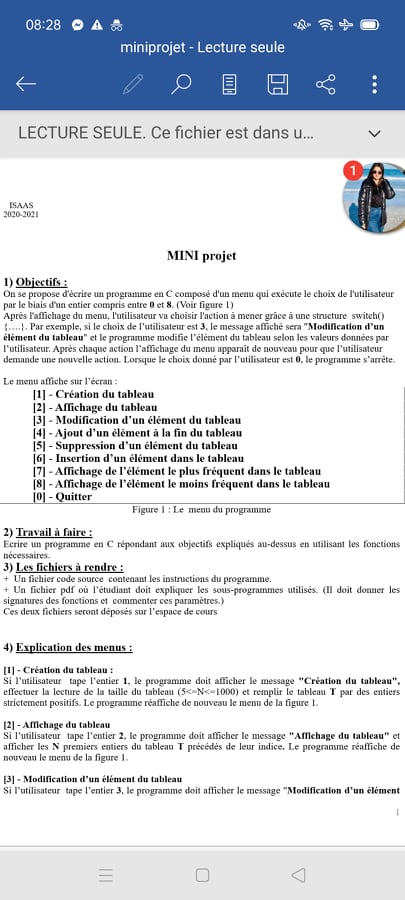 08:28
miniprojet - Lecture seule
LECTURE SEULE. Ce fichier est dans u...
1
ISAAS
2020-2021
MINI projet
1) Objectifs :
On se propose d'écrire un programme en C composé d'un menu qui exécute le choix de l'utilisateur
par le biais d'un entier compris entre 0 et 8. (Voir figure 1)
Après l'affichage du menu, l'utilisateur va choisir l'action à mener grâce à une structure switch()
{….}. Par exemple, si le choix de l'utilisateur est 3, le message affiché sera "Modification d'un
élément du tableau" et le programme modifie l'élément du tableau selon les valeurs données par
l'utilisateur. Après chaque action l'affichage du menu apparaît de nouveau pour que l'utilisateur
demande une nouvelle action. Lorsque le choix donné par l'utilisateur est 0, le programme s'arrête.
Le menu affiche sur l'écran :
[1] - Création du tableau
[2] - Affichage du tableau
[3] - Modification d'un élément du tableau
[4] - Ajout d'un élément à la fin du tableau
[5] - Suppression d'un élément du tableau
[6] - Insertion d'un élément dans le tableau
[7] - Affichage de l'élément le plus fréquent dans le tableau
[8] - Affichage de l'élément le moins fréquent dans le tableau
[0] - Quitter
Figure 1 : Le menu du programme
2) Travail à faire :
Ecrire un programme en C répondant aux objectifs expliqués au-dessus en utilisant les fonctions
nécessaires.
3) Les fichiers à rendre :
+ Un fichier code source contenant les instructions du programme.
+ Un fichier pdf où l'étudiant doit expliquer les sous-programmes utilisés. (Il doit donner les
signatures des fonctions et commenter ces paramètres.)
Ces deux fichiers seront déposés sur l'espace de cours
4) Explication des menus :
[1] - Création du tableau :
Si l'utilisateur tape l'entier 1, le programme doit afficher le message "Création du tableau",
effectuer la lecture de la taille du tableau (5<=N<=1000) et remplir le tableau T par des entiers
strictement positifs. Le programme réaffiche de nouveau le menu de la figure 1.
[2] - Affichage du tableau
Si l'utilisateur tape l'entier 2, le programme doit afficher le message "Affichage du tableau" et
afficher les N premiers entiers du tableau T précédés de leur indice. Le programme réaffiche de
nouveau le menu de la figure 1.
[3] - Modification d'un élément du tableau
Si l'utilisateur tape l'entier 3, le programme doit afficher le message "Modification d'un élément
1